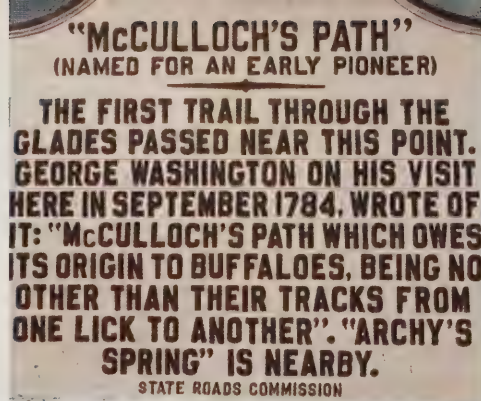 "McCULLOCH'S PATH"
(NAMED FOR AN EARLY PIONEER)
THE FIRST TRAIL THROUGH THE
GLADES PASSED NEAR THIS POINT.
GEORGE WASHINGTON ON HIS VISIT
HERE IN SEPTEMBER 1784, WROTE OF
IT: "McCULLOCH'S PATH WHICH OWES
ITS ORIGIN TO BUFFALOES, BEING NO
OTHER THAN THEIR TRACKS FROM
ONE LICK TO ANOTHER". "ARCHY'S
SPRING" IS NEARBY.
STATE ROADS COMMISSION